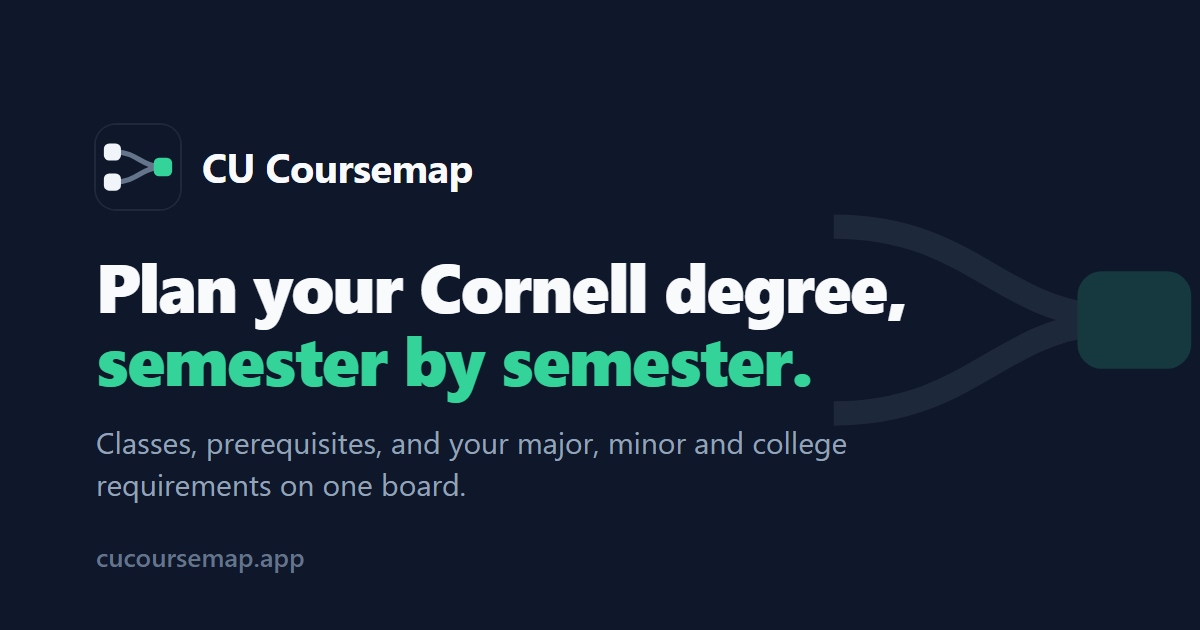 CU Coursemap
Plan your Cornell degree,
semester by semester.
Classes, prerequisites, and your major, minor and college
requirements on one board.
cucoursemap.app